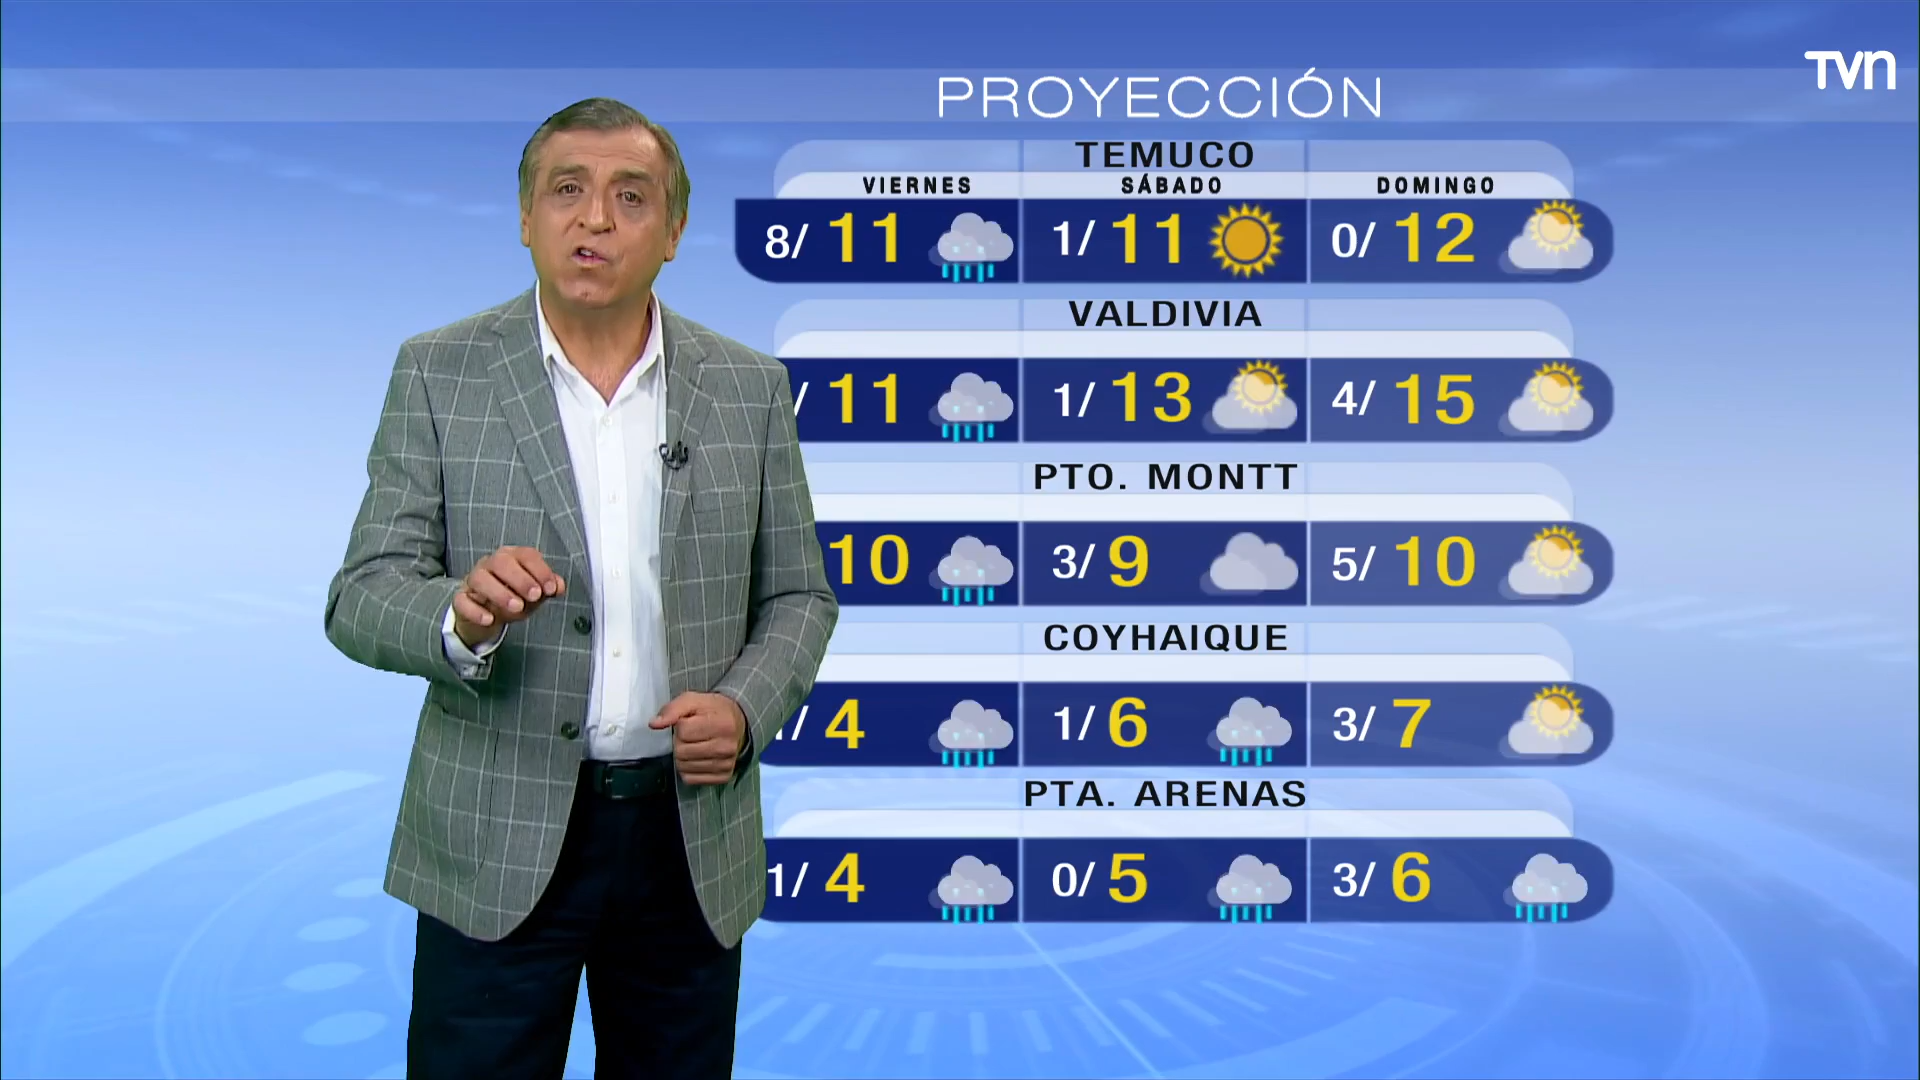 TVN
PROYECCIÓN
TEMUCO
VIERNES SÁBADO DOMINGO
8/ 11 1/ 11 0/ 12
VALDIVIA
/ 11 1/ 13 4/ 15
PTO. MONTT
10 3/ 9 5/ 10
COYHAIQUE
/ 4 1/ 6 3/ 7
PTA. ARENAS
1/ 4 0/ 5 3/ 6